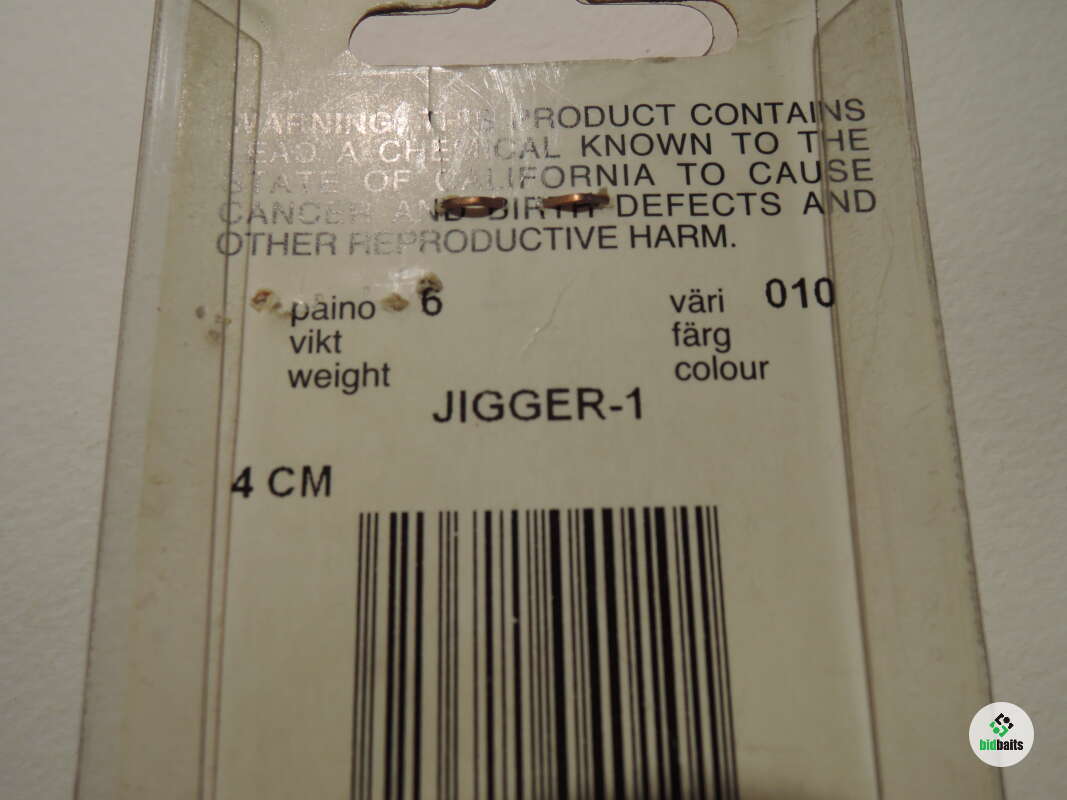 WARNING: THIS PRODUCT CONTAINS
LEAD A CHEMICAL KNOWN TO THE
STATE OF CALIFORNIA TO CAUSE
CANCER AND BIRTH DEFECTS AND
OTHER REPRODUCTIVE HARM.
paino 6 väri 010
vikt färg
weight colour
JIGGER-1
4 CM
bidbaits